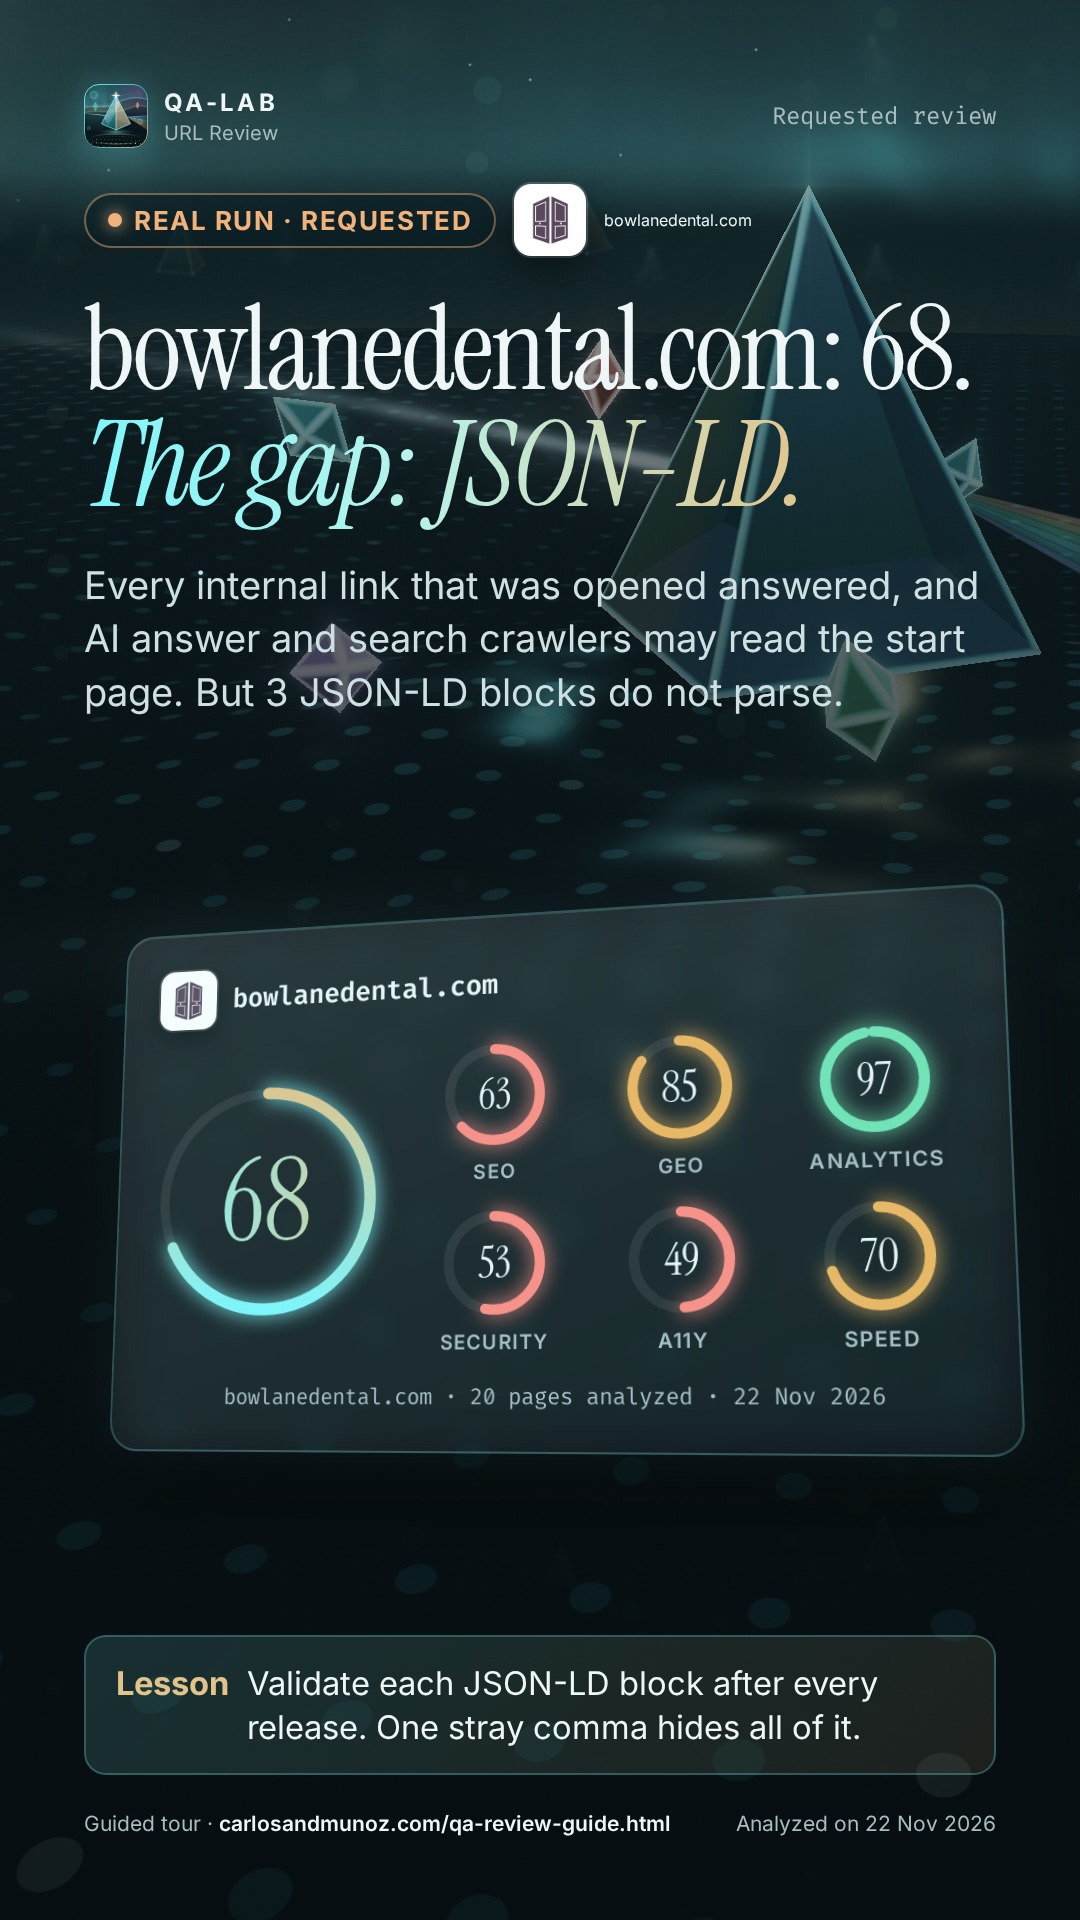 QA-LAB
URL Review
Requested review
REAL RUN · REQUESTED
bowlanedental.com
bowlanedental.com: 68.
The gap: JSON-LD.
Every internal link that was opened answered, and
AI answer and search crawlers may read the start
page. But 3 JSON-LD blocks do not parse.
bowlanedental.com
68
63
SEO
85
GEO
97
ANALYTICS
53
SECURITY
49
A11Y
70
SPEED
bowlanedental.com · 20 pages analyzed · 22 Nov 2026
Lesson Validate each JSON-LD block after every
release. One stray comma hides all of it.
Guided tour · carlosandmunoz.com/qa-review-guide.html
Analyzed on 22 Nov 2026